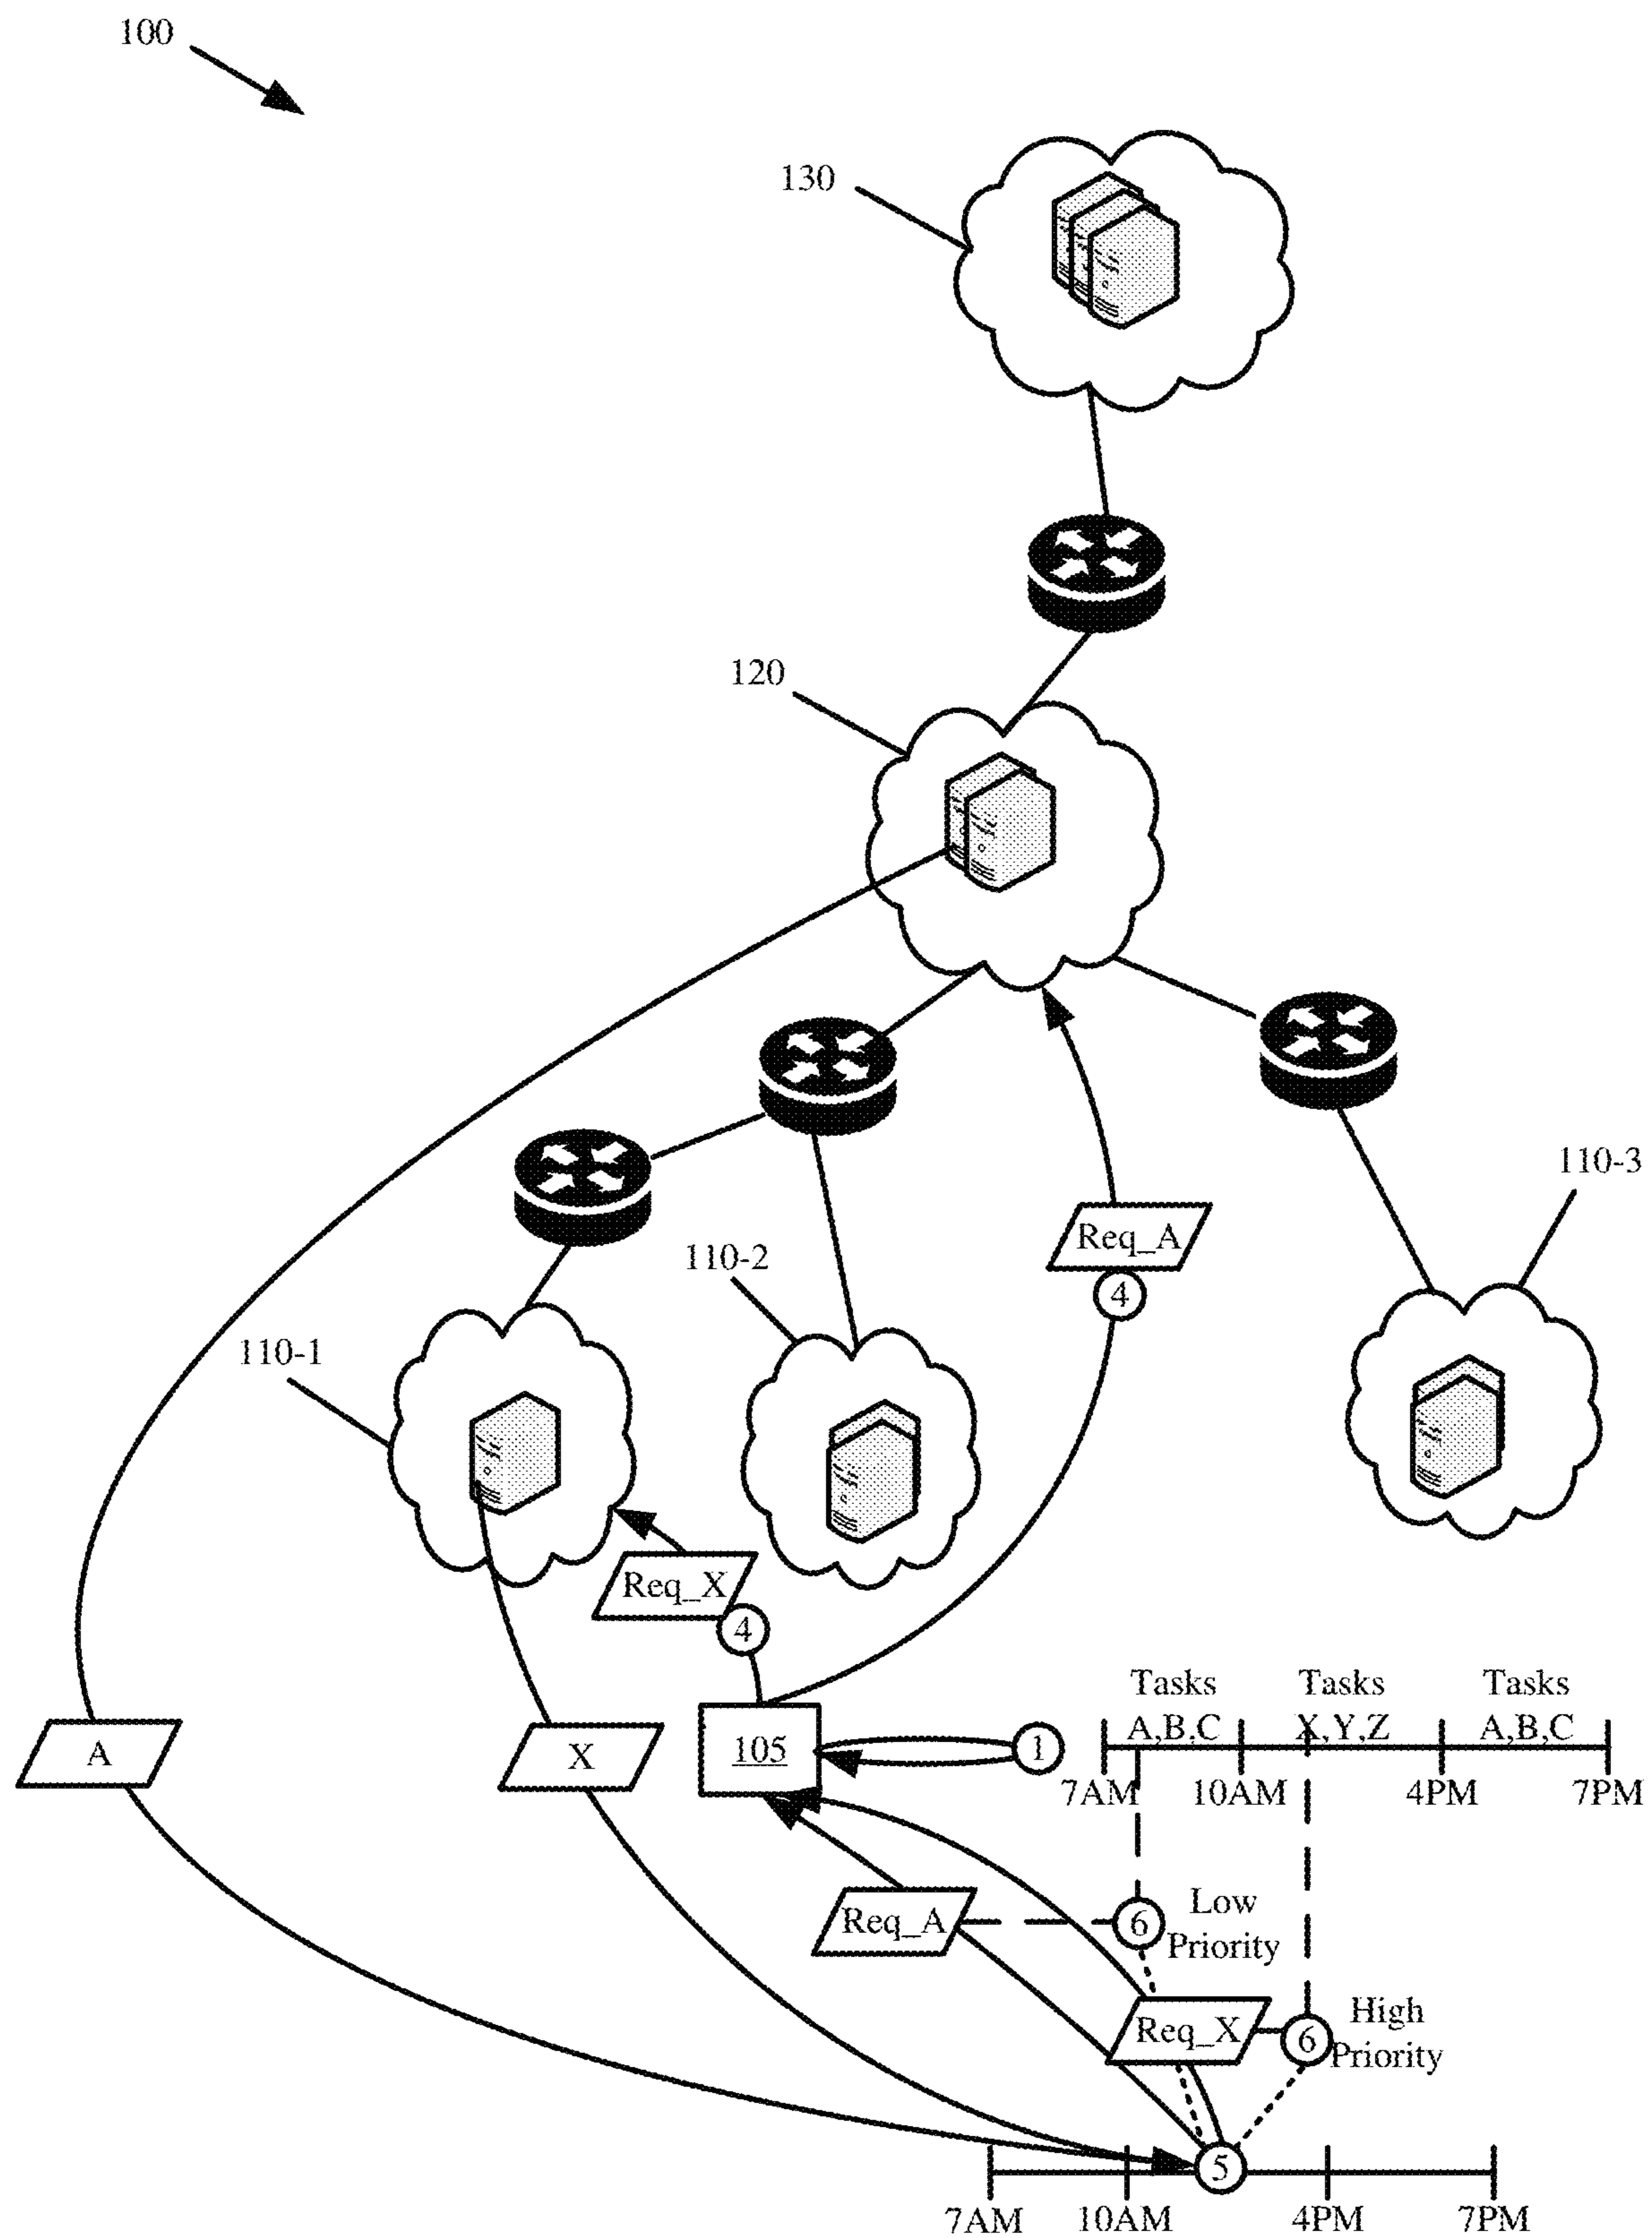 100
130
120
110-3
Req_A
110-2
4
110-1
Req_X
4
Tasks Tasks Tasks
A,B,C X,Y,Z A,B,C
A X 105 1
7AM 10AM 4PM 7PM
Req_A 6 Low
Priority
Req_X 6 High
Priority
5
7AM 10AM 4PM 7PM